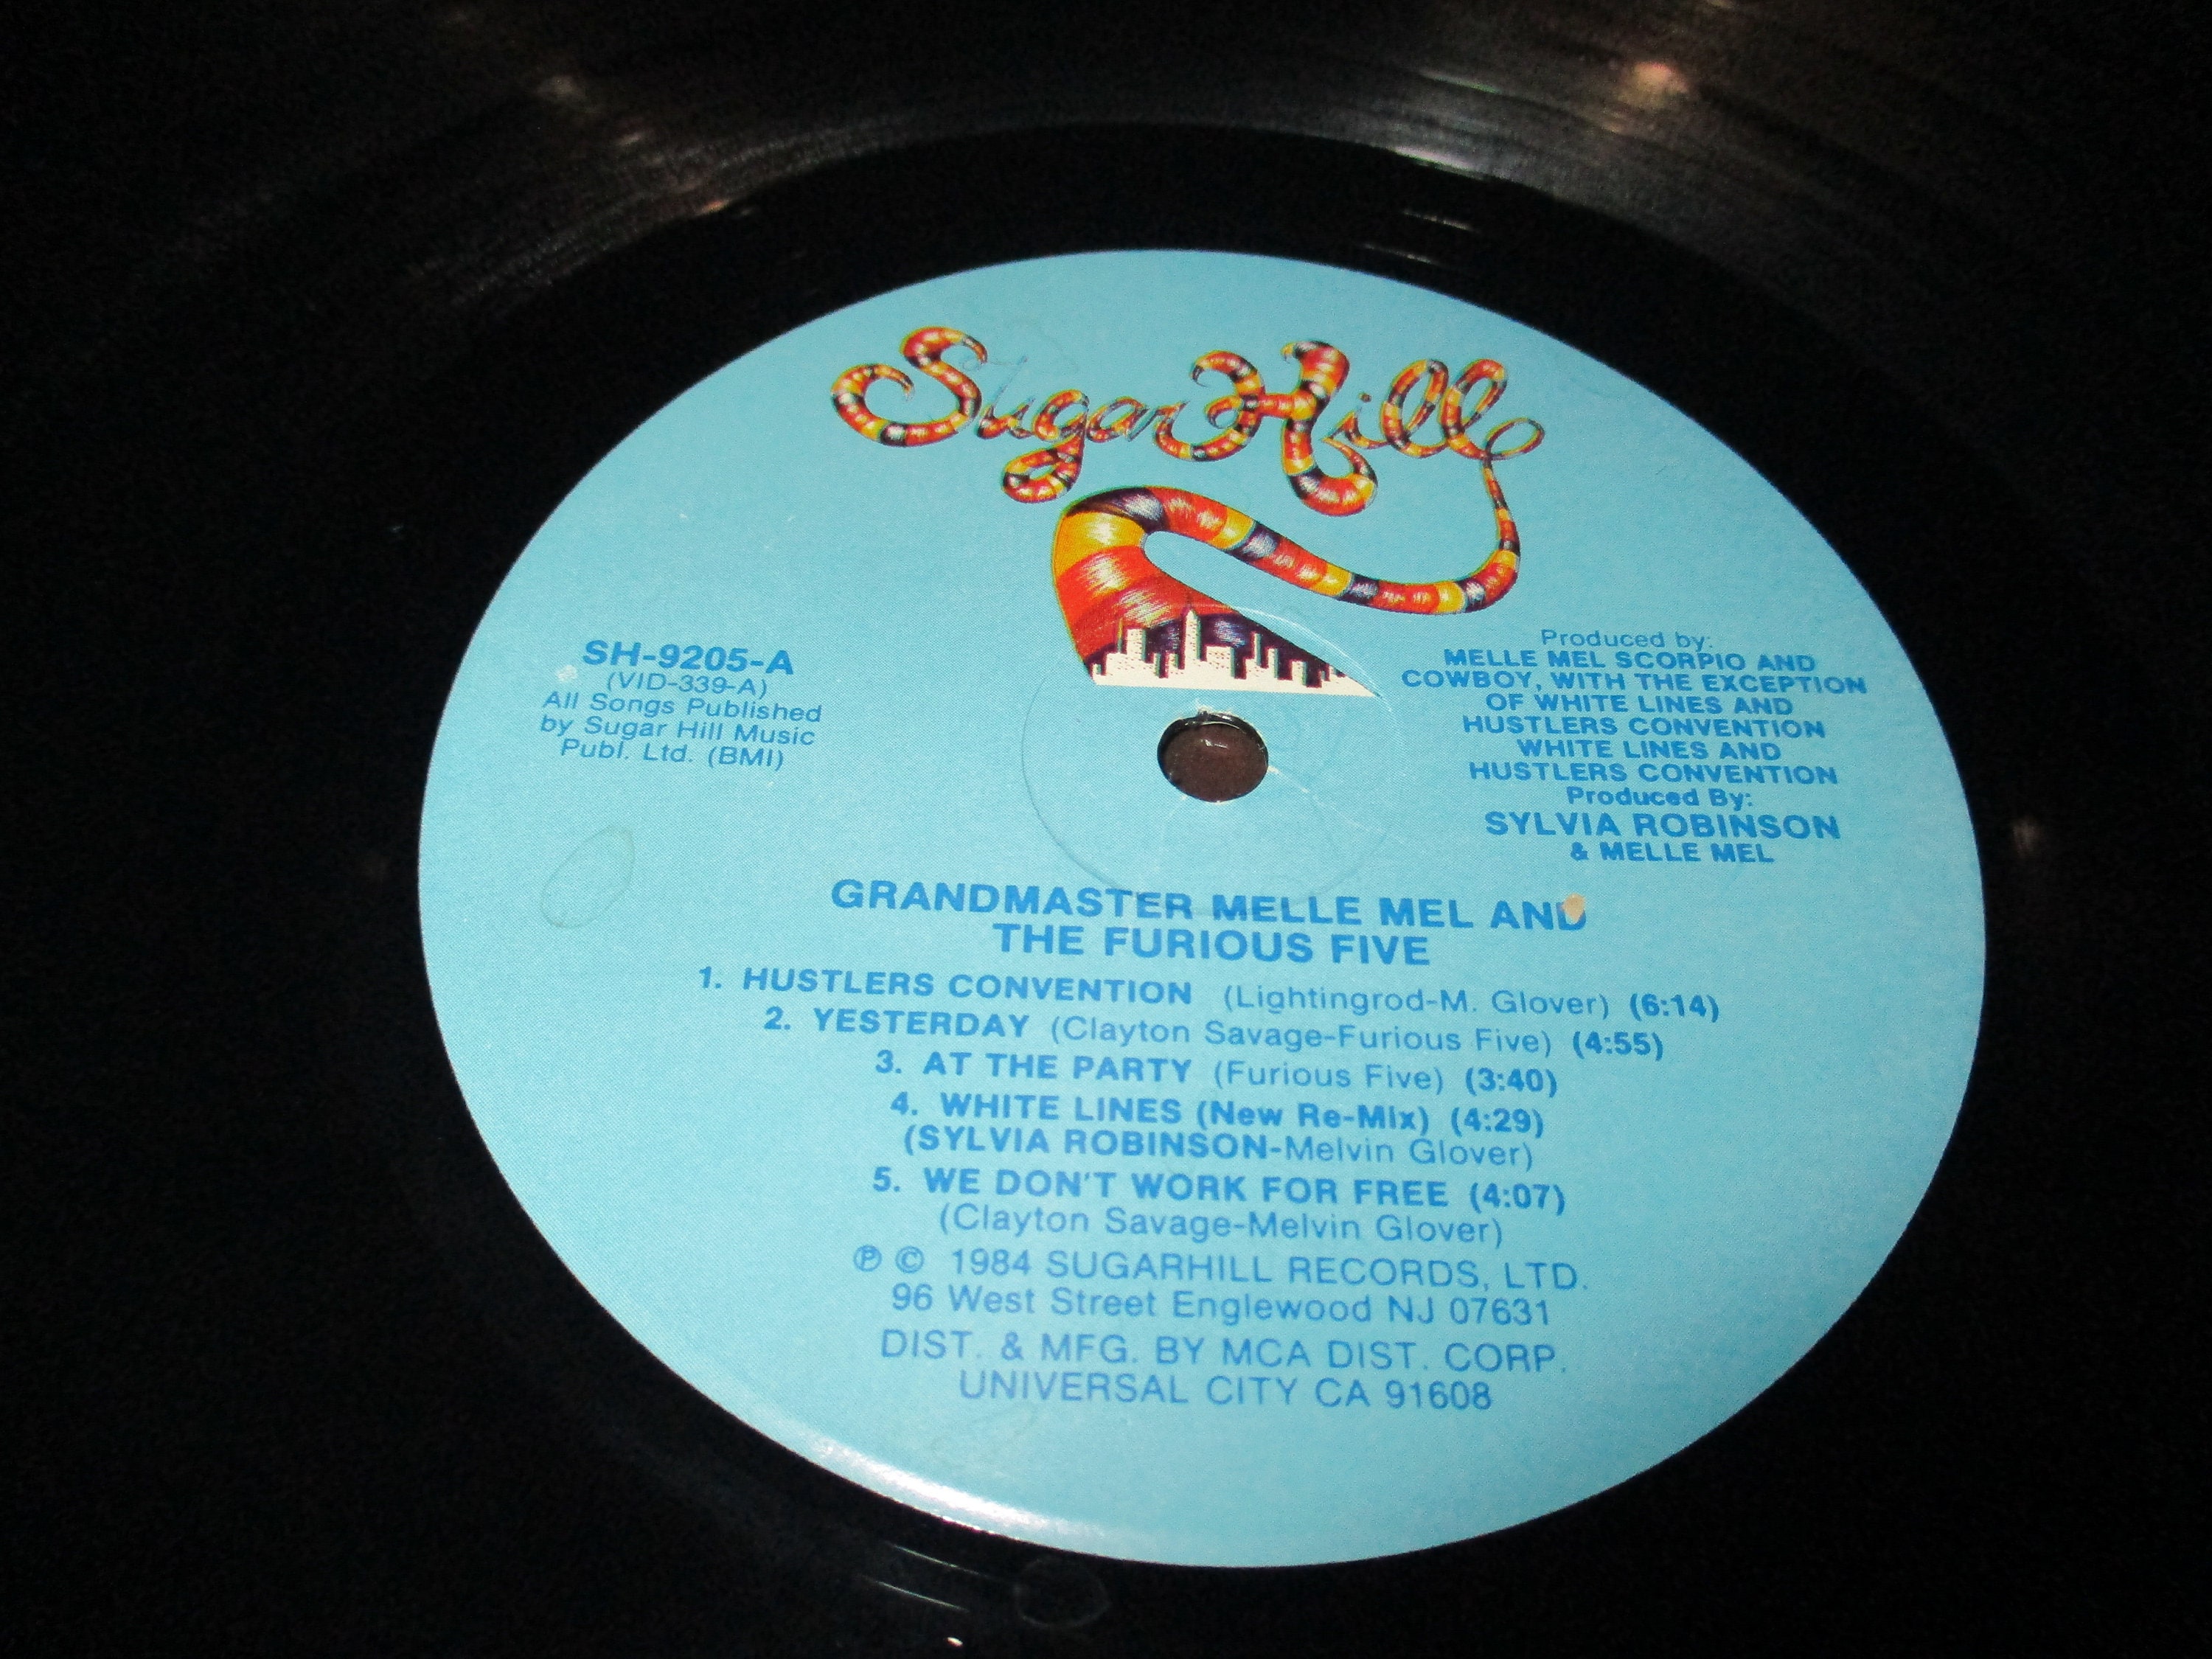 Sugar Hill
SH-9205-A
(VID-339-A)
All Songs Published
by Sugar Hill Music
Publ. Ltd. (BMI)
Produced by:
MELLE MEL SCORPIO AND
COWBOY, WITH THE EXCEPTION
OF WHITE LINES AND
HUSTLERS CONVENTION
WHITE LINES AND
HUSTLERS CONVENTION
Produced By:
SYLVIA ROBINSON
& MELLE MEL
GRANDMASTER MELLE MEL AND
THE FURIOUS FIVE
1. HUSTLERS CONVENTION (Lightingrod-M. Glover) (6:14)
2. YESTERDAY (Clayton Savage-Furious Five) (4:55)
3. AT THE PARTY (Furious Five) (3:40)
4. WHITE LINES (New Re-Mix) (4:29)
(SYLVIA ROBINSON-Melvin Glover)
5. WE DON'T WORK FOR FREE (4:07)
(Clayton Savage-Melvin Glover)
℗ © 1984 SUGARHILL RECORDS, LTD.
96 West Street Englewood NJ 07631
DIST. & MFG. BY MCA DIST. CORP.
UNIVERSAL CITY CA 91608